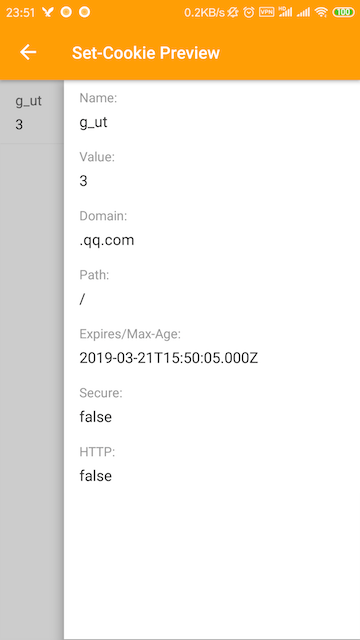 23:51 0.2KB/s VPN 100
Set-Cookie Preview
g_ut
3
Name:
g_ut
Value:
3
Domain:
.qq.com
Path:
/
Expires/Max-Age:
2019-03-21T15:50:05.000Z
Secure:
false
HTTP:
false